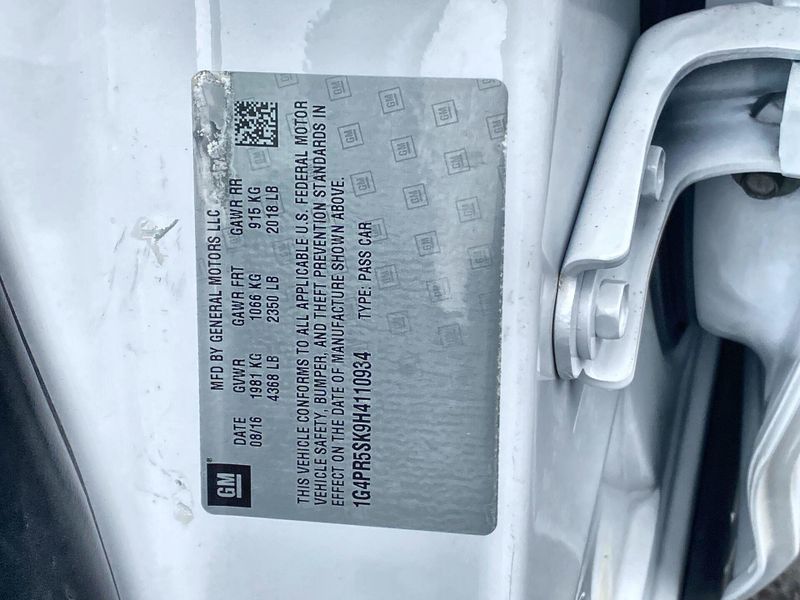 GM
MFD BY GENERAL MOTORS LLC
DATE GVWR GAWR FRT GAWR RR
08/16 1981 KG 1066 KG 915 KG
4368 LB 2350 LB 2018 LB
THIS VEHICLE CONFORMS TO ALL APPLICABLE U.S. FEDERAL MOTOR
VEHICLE SAFETY, BUMPER, AND THEFT PREVENTION STANDARDS IN
EFFECT ON THE DATE OF MANUFACTURE SHOWN ABOVE.
1G4PR5SK9H4110934 TYPE: PASS CAR